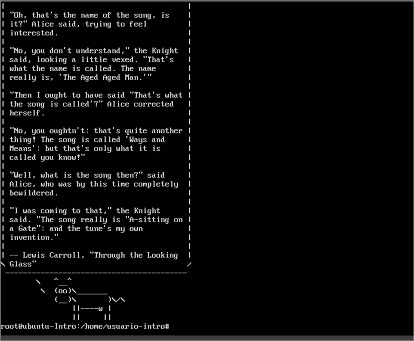 | "Oh, that's the name of the song, is |
| it?" Alice said, trying to feel |
| interested. |
| |
| "No, you don't understand," the Knight |
| said, looking a little vexed. "That's |
| what the name is called. The name |
| really is, 'The Aged Aged Man.'" |
| |
| "Then I ought to have said "That's what |
| the song is called'?" Alice corrected |
| herself. |
| |
| "No, you oughtn't: that's quite another |
| thing! The song is called 'Ways and |
| Means': but that's only what it is |
| called you know!" |
| |
| "Well, what is the song then?" said |
| Alice, who was by this time completely |
| bewildered. |
| |
| "I was coming to that," the Knight |
| said. "The song really is "A-sitting on |
| a Gate": and the tune's my own |
| invention." |
| |
| -- Lewis Carroll, "Through the Looking |
\ Glass" /
 -----------------------------------------
        \   ^__^
         \  (oo)\_______
            (__)\       )\/\
                ||----w |
                ||     ||
root@ubuntu-Intro:/home/usuario-intro#